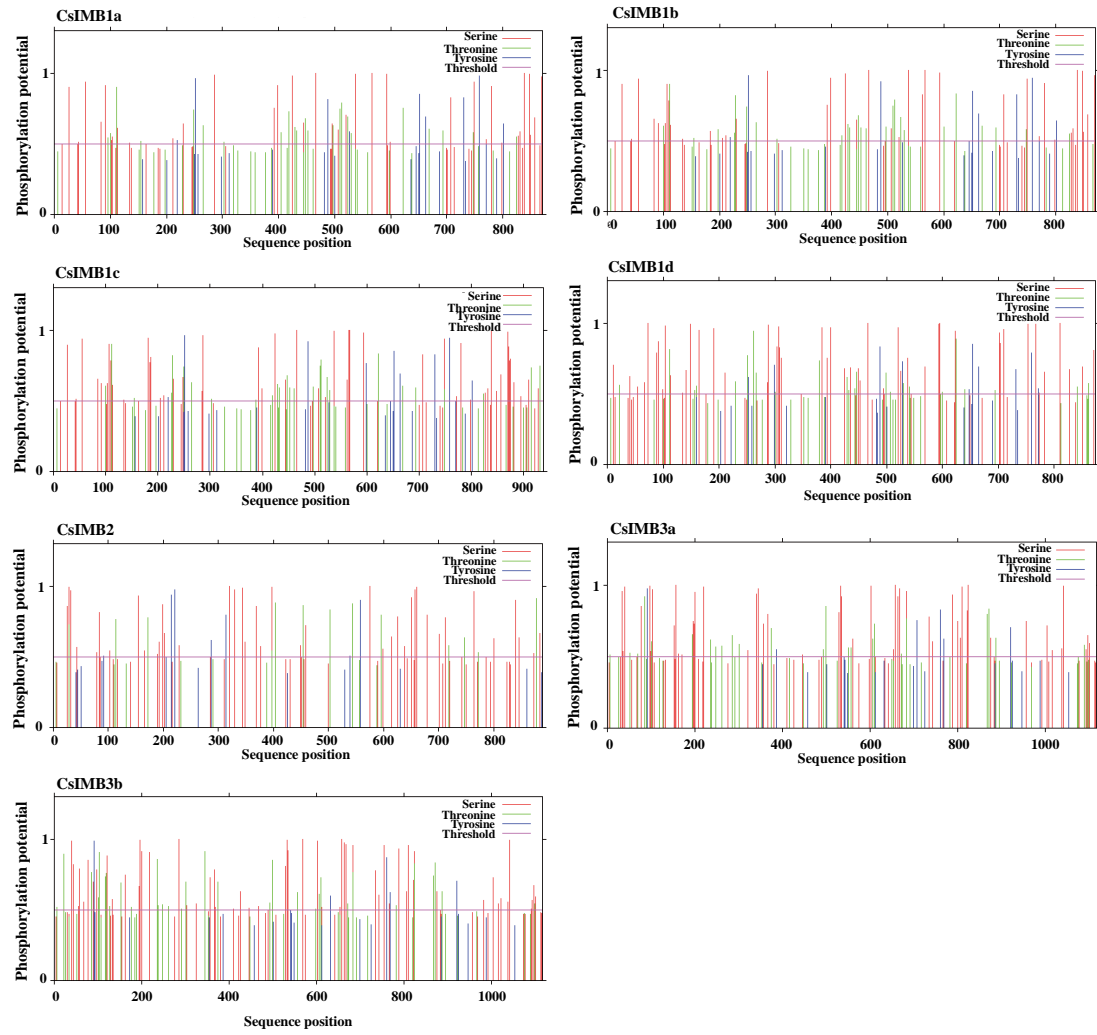 CsIMB1a
Phosphorylation potential
1
0
Serine
Threonine
Tyrosine
Threshold
0 100 200 300 400 500 600 700 800
Sequence position
CsIMB1b
Phosphorylation potential
1
0
Serine
Threonine
Tyrosine
Threshold
0 100 200 300 400 500 600 700 800
Sequence position
CsIMB1c
Phosphorylation potential
1
0
Serine
Threonine
Tyrosine
Threshold
0 100 200 300 400 500 600 700 800 900
Sequence position
CsIMB1d
Phosphorylation potential
1
0
Serine
Threonine
Tyrosine
Threshold
0 100 200 300 400 500 600 700 800
Sequence position
CsIMB2
Phosphorylation potential
1
0
Serine
Threonine
Tyrosine
Threshold
0 100 200 300 400 500 600 700 800
Sequence position
CsIMB3a
Phosphorylation potential
1
0
Serine
Threonine
Tyrosine
Threshold
0 200 400 600 800 1000
Sequence position
CsIMB3b
Phosphorylation potential
1
0
Serine
Threonine
Tyrosine
Threshold
0 200 400 600 800 1000
Sequence position